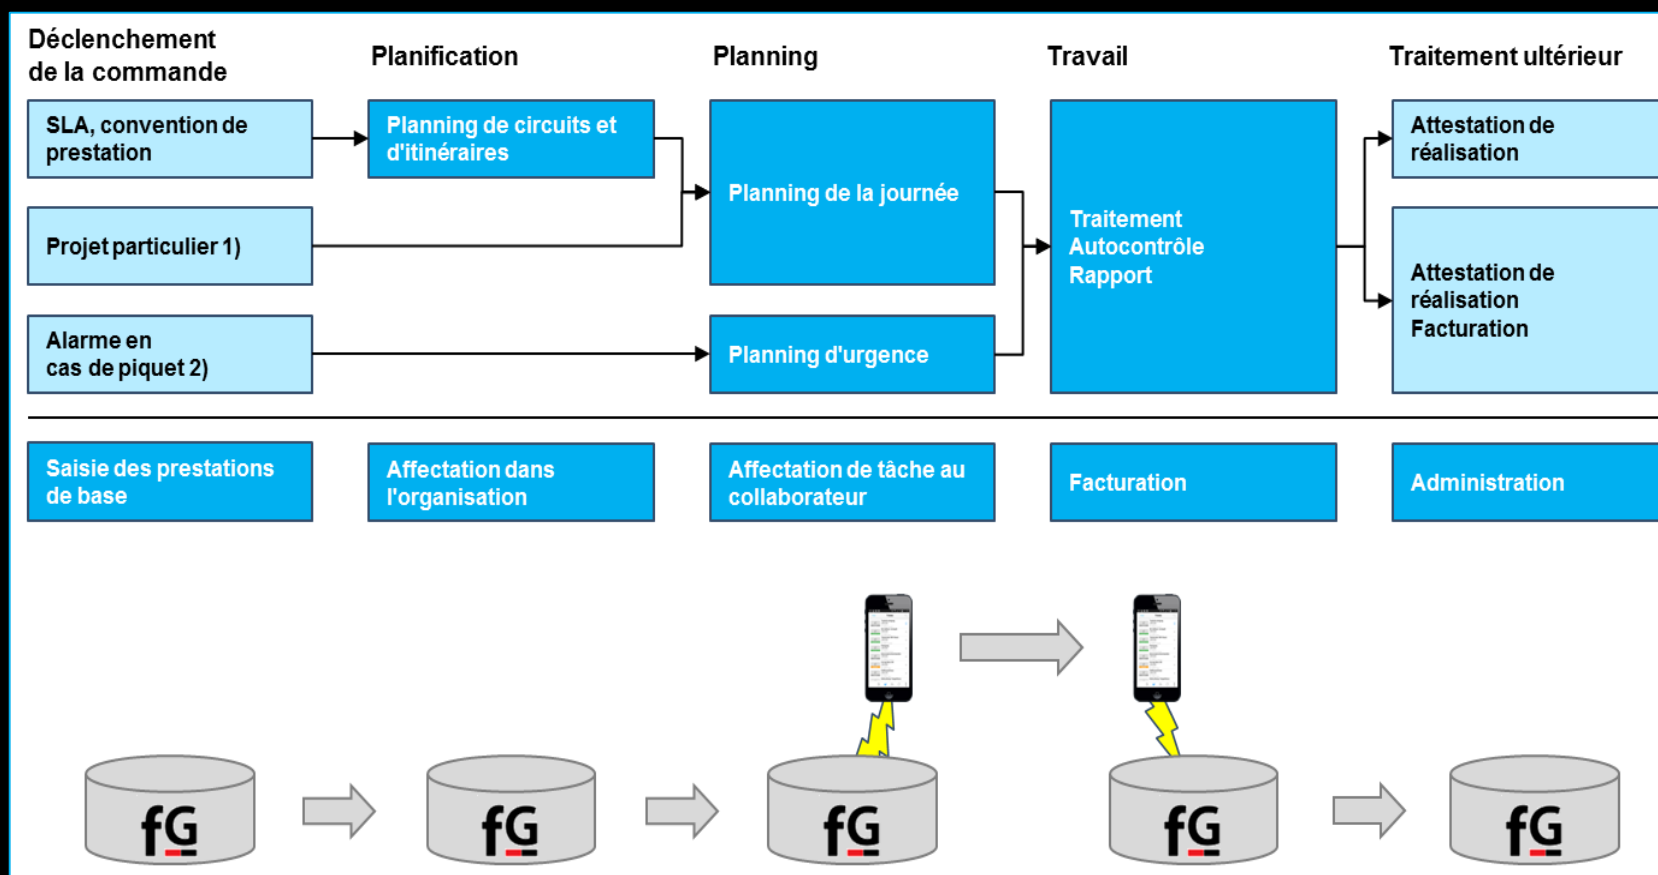 Déclenchement
de la commande
Planification
Planning
Travail
Traitement ultérieur
SLA, convention de
prestation
Planning de circuits et
d'itinéraires
Planning de la journée
Traitement
Autocontrôle
Rapport
Attestation de
réalisation
Projet particulier 1)
Attestation de
réalisation
Facturation
Alarme en
cas de piquet 2)
Planning d'urgence
Saisie des prestations
de base
Affectation dans
l'organisation
Affectation de tâche au
collaborateur
Facturation
Administration
fG
fG
fG
fG
fG